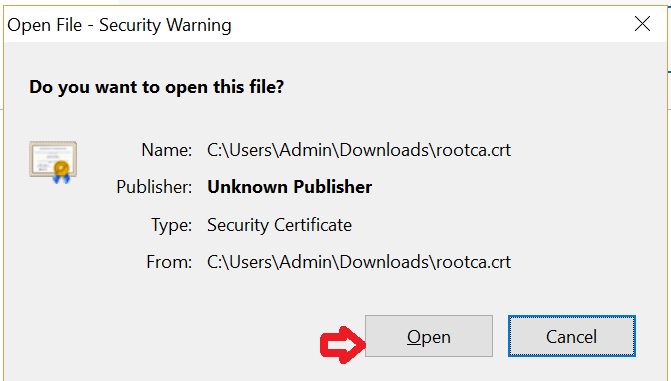 Open File - Security Warning
Do you want to open this file?
Name: C:\Users\Admin\Downloads\rootca.crt
Publisher: Unknown Publisher
Type: Security Certificate
From: C:\Users\Admin\Downloads\rootca.crt
Open Cancel